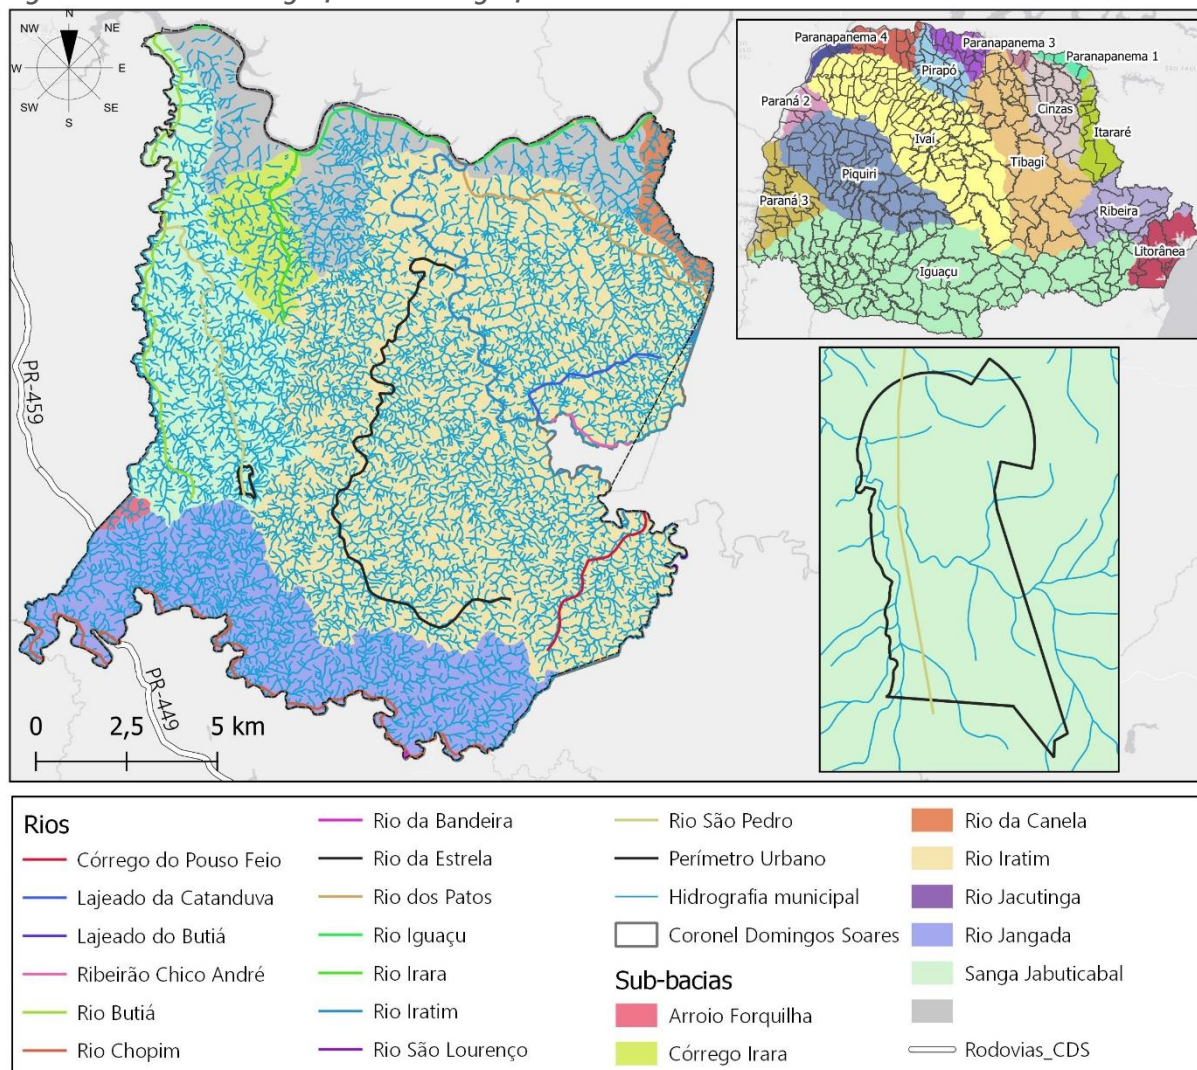 N
NE
E
SE
S
SW
W
NW
PR-459
PR-449
0 2,5 5 km
Paranapanema 4
Paranapanema 3
Paranapanema 1
Pirapó
Paraná 2
Cinzas
Itararé
Ivaí
Tibagi
Piquiri
Paraná 3
Ribeira
Litorânea
Iguaçu
Rios
Córrego do Pouso Feio
Lajeado da Catanduva
Lajeado do Butiá
Ribeirão Chico André
Rio Butiá
Rio Chopim
Rio da Bandeira
Rio da Estrela
Rio dos Patos
Rio Iguaçu
Rio Irara
Rio Iratim
Rio São Lourenço
Rio São Pedro
Perímetro Urbano
Hidrografia municipal
Coronel Domingos Soares
Sub-bacias
Arroio Forquilha
Córrego Irara
Rio da Canela
Rio Iratim
Rio Jacutinga
Rio Jangada
Sanga Jabuticabal
Rodovias_CDS